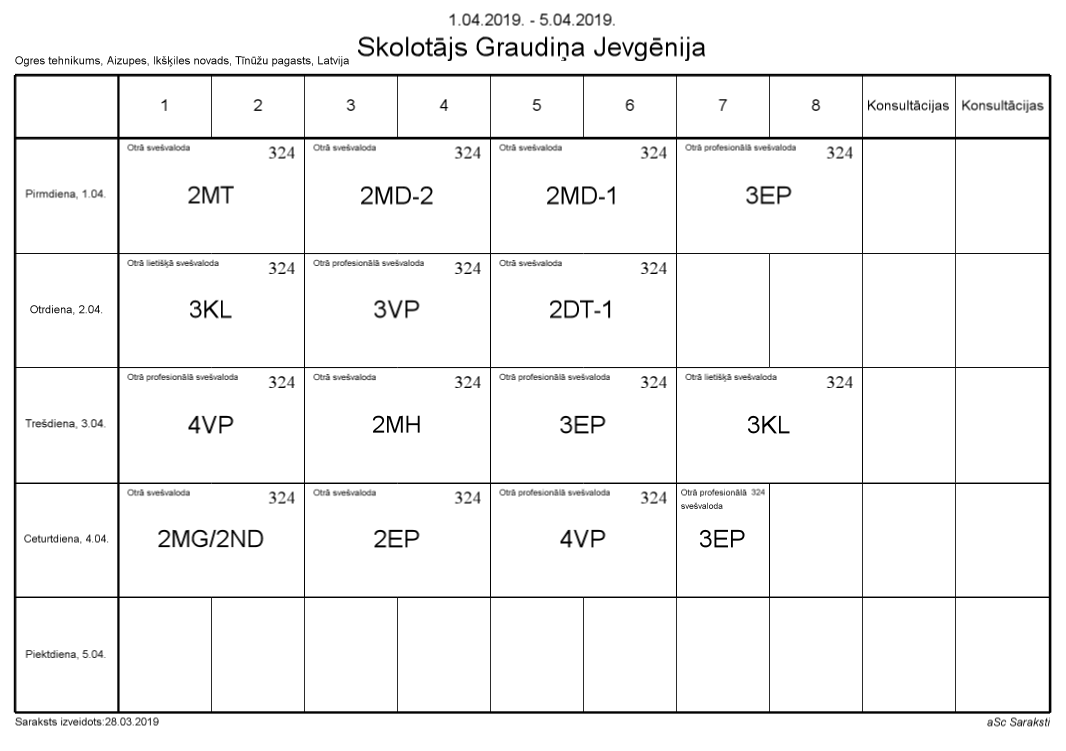 1.04.2019. - 5.04.2019.
Skolotājs Graudiņa Jevgēnija
Ogres tehnikums, Aizupes, Ikšķiles novads, Tīnūžu pagasts, Latvija
1 2 3 4 5 6 7 8 Konsultācijas Konsultācijas
Otrā svešvaloda 324 Otrā svešvaloda 324 Otrā svešvaloda 324 Otrā profesionālā svešvaloda 324
Pirmdiena, 1.04. 2MT 2MD-2 2MD-1 3EP
Otrā lietišķā svešvaloda 324 Otrā profesionālā svešvaloda 324 Otrā svešvaloda 324
Otrdiena, 2.04. 3KL 3VP 2DT-1
Otrā profesionālā svešvaloda 324 Otrā svešvaloda 324 Otrā profesionālā svešvaloda 324 Otrā lietišķā svešvaloda 324
Trešdiena, 3.04. 4VP 2MH 3EP 3KL
Otrā svešvaloda 324 Otrā svešvaloda 324 Otrā profesionālā svešvaloda 324 Otrā profesionālā 324
svešvaloda
Ceturtdiena, 4.04. 2MG/2ND 2EP 4VP 3EP
Piektdiena, 5.04.
Saraksts izveidots:28.03.2019 aSc Saraksti